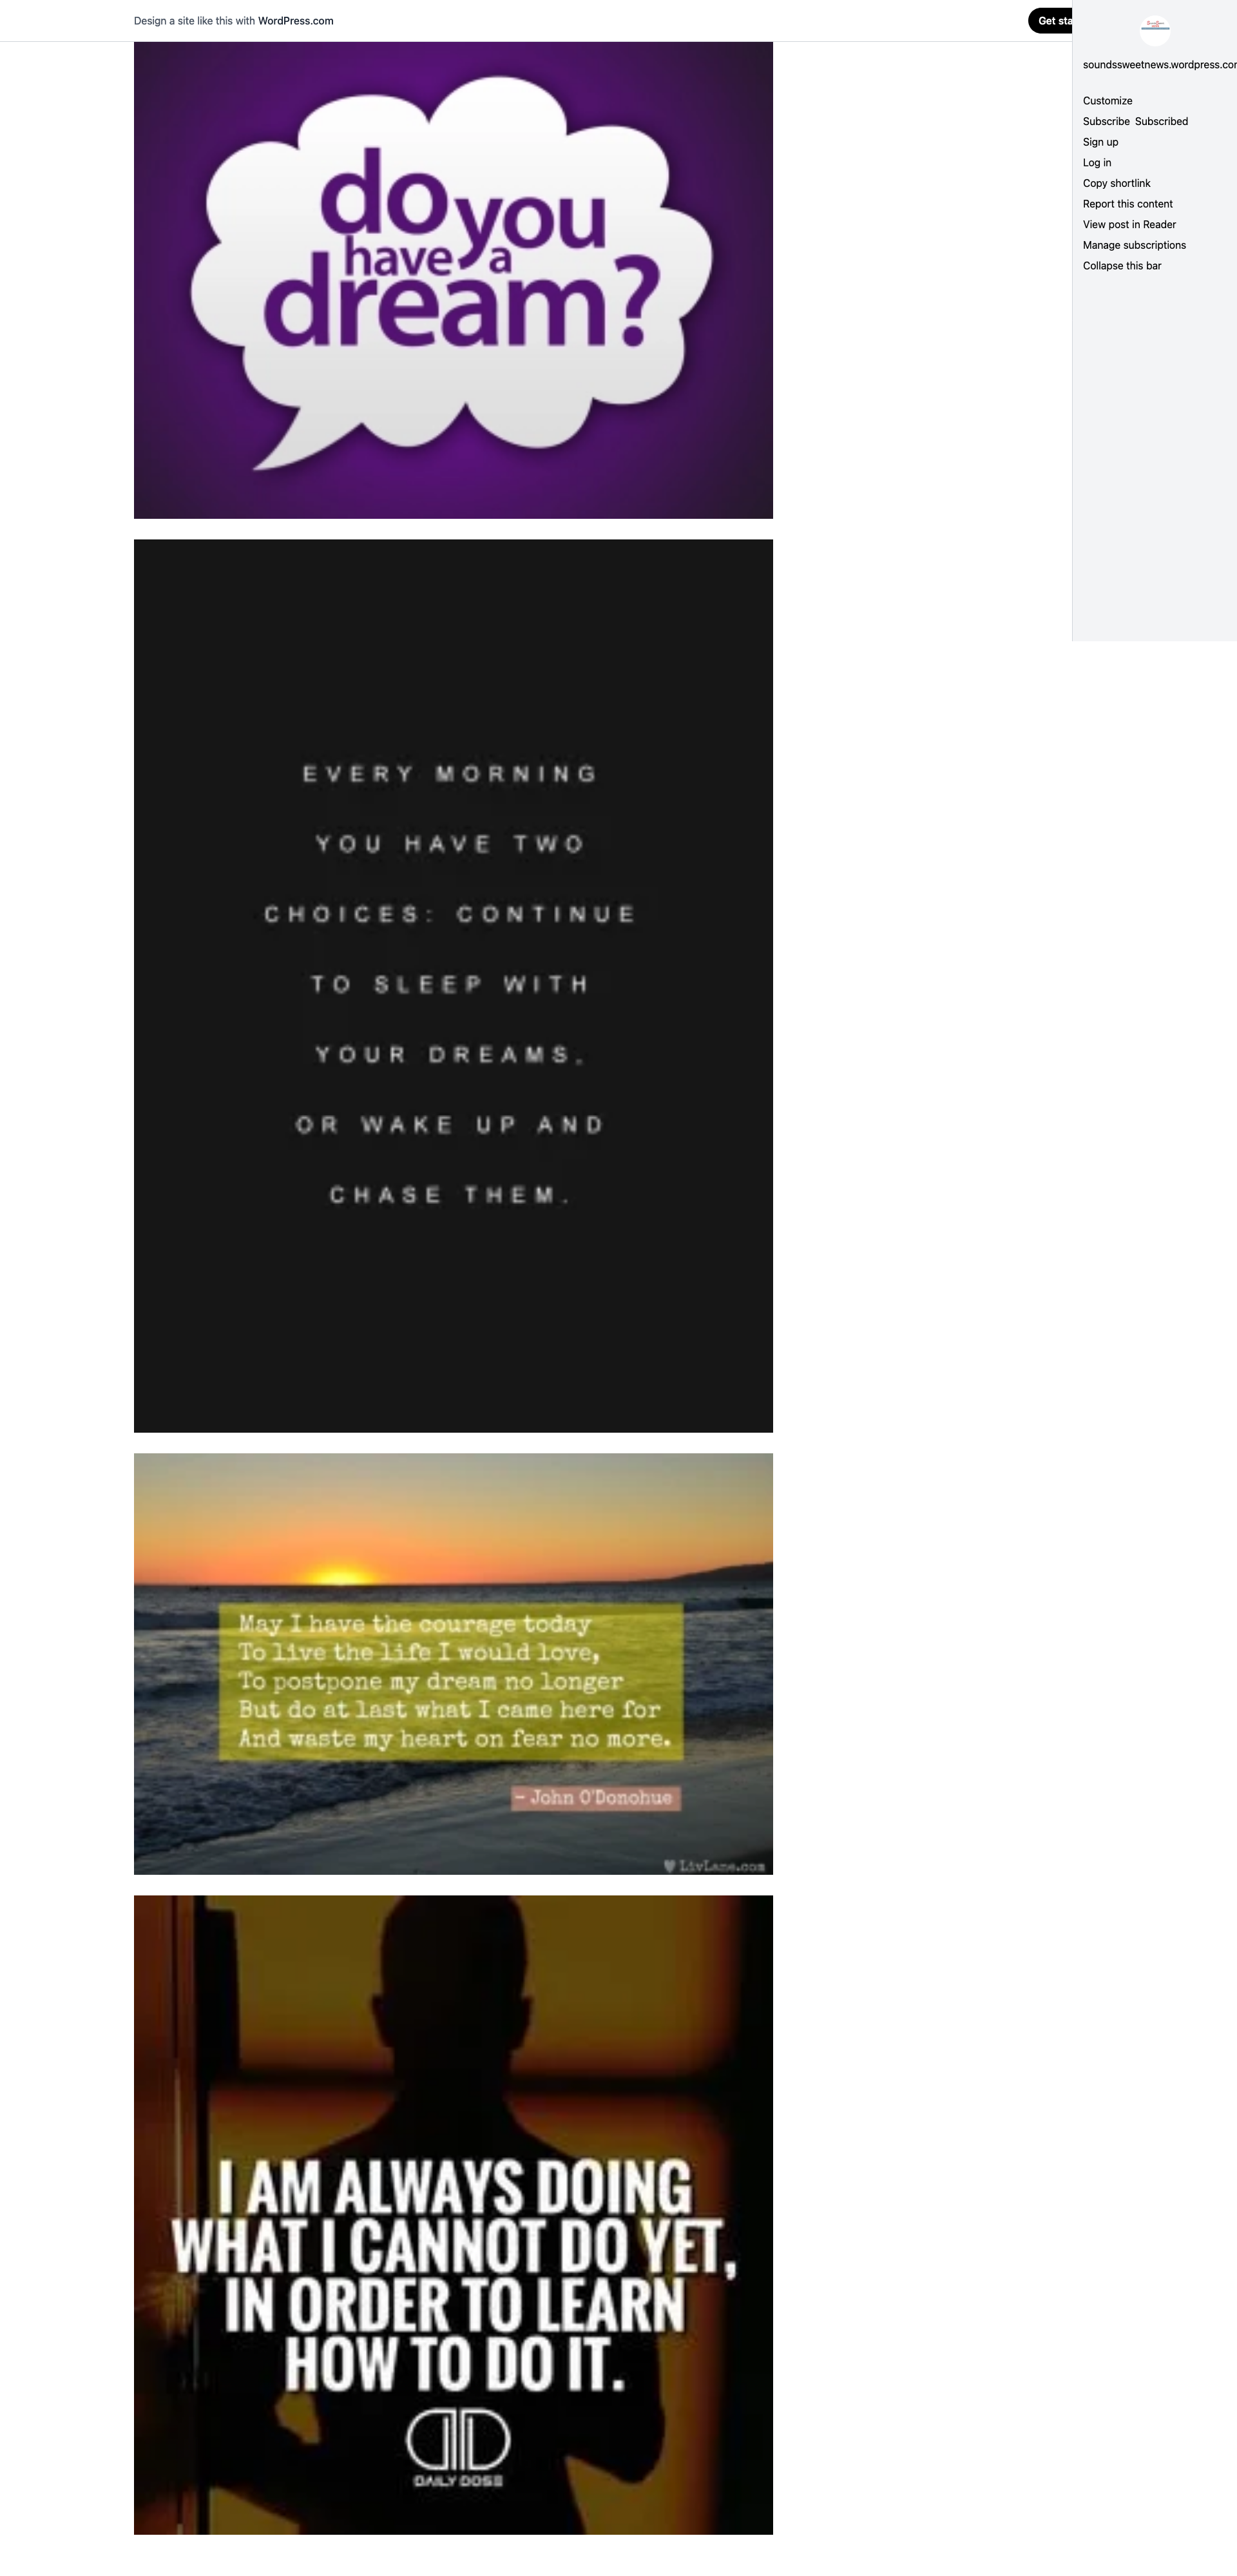 Design a site like this with WordPress.com
Get sta
soundssweetnews.wordpress.com
Customize
Subscribe Subscribed
Sign up
Log in
Copy shortlink
Report this content
View post in Reader
Manage subscriptions
Collapse this bar
do you
have a
dream?
EVERY MORNING
YOU HAVE TWO
CHOICES: CONTINUE
TO SLEEP WITH
YOUR DREAMS,
OR WAKE UP AND
CHASE THEM.
May I have the courage today
To live the life I would love,
To postpone my dream no longer
But do at last what I came here for
And waste my heart on fear no more.
- John O'Donohue
LivLane.com
I AM ALWAYS DOING
WHAT I CANNOT DO YET,
IN ORDER TO LEARN
HOW TO DO IT.
DAILY DOSE